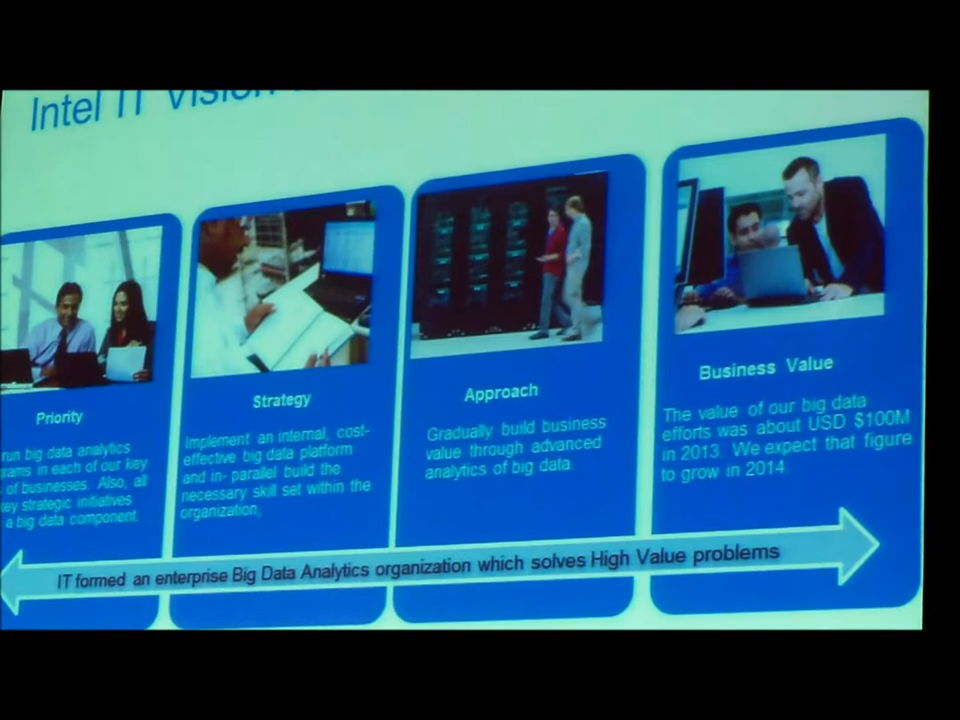 Intel IT Vision
Priority
run big data analytics
rams in each of our key
of businesses. Also, all
key strategic initiatives
a big data component.
Strategy
Implement an internal, cost-
effective big data platform
and in- parallel build the
necessary skill set within the
organization,
Approach
Gradually build business
value through advanced
analytics of big data.
Business Value
The value of our big data
efforts was about USD $100M
in 2013. We expect that figure
to grow in 2014.
IT formed an enterprise Big Data Analytics organization which solves High Value problems